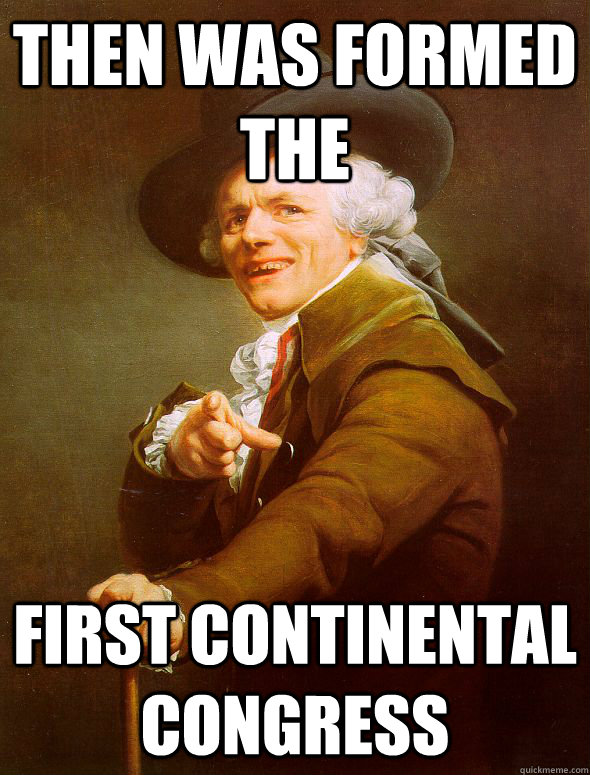 THEN WAS FORMED
THE
FIRST CONTINENTAL
CONGRESS
quickmeme.com